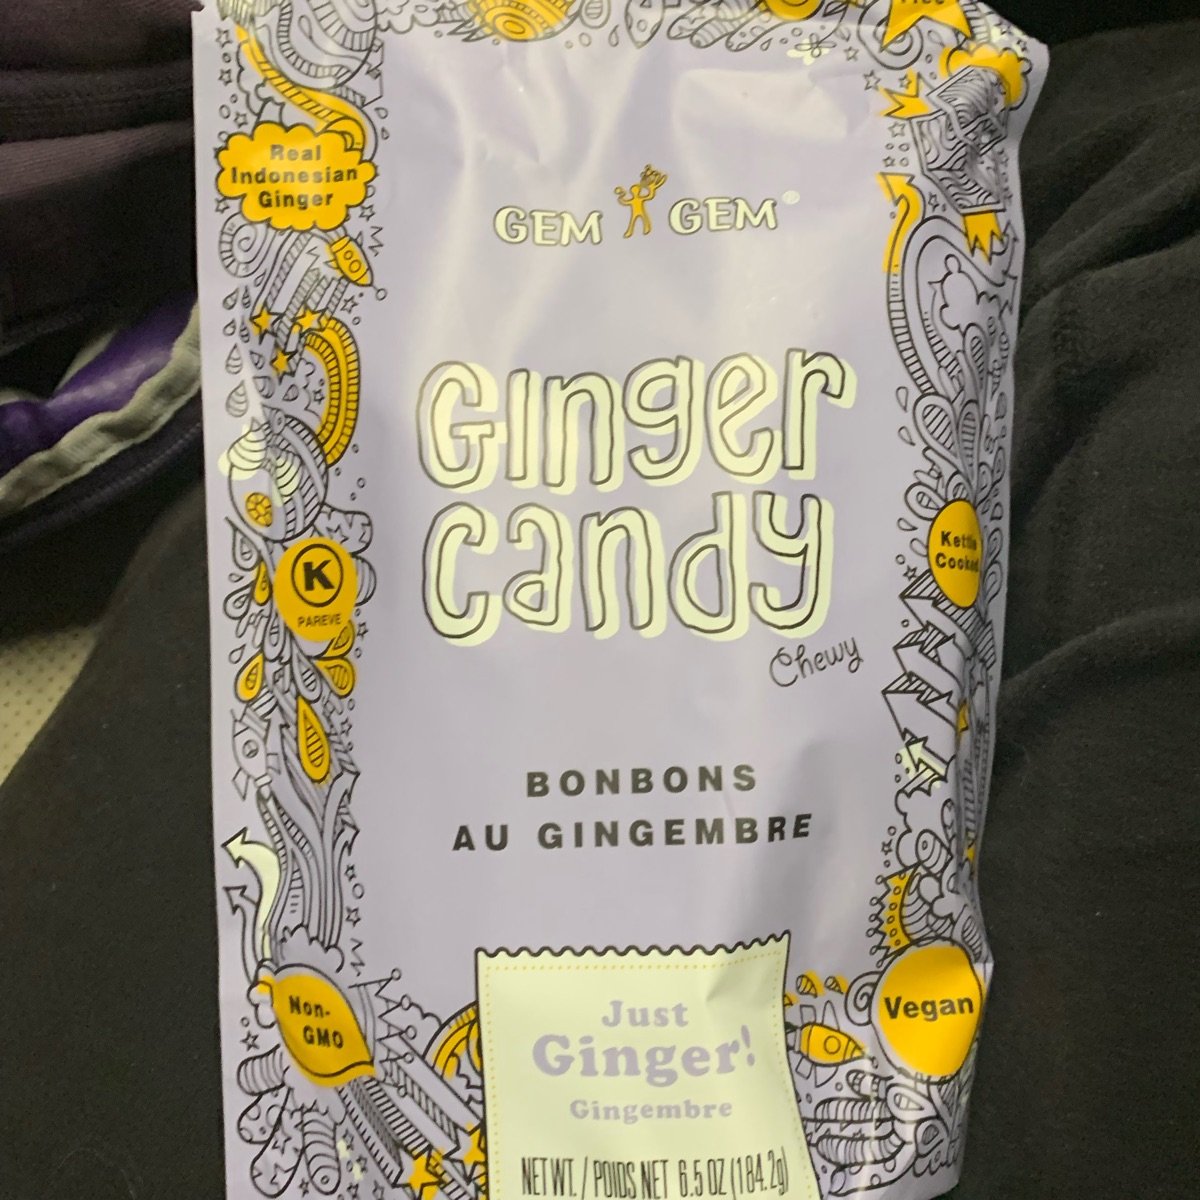 Real
Indonesian
Ginger
GEM GEM®
Ginger
Candy
Chewy
Kettle
Cooked
K
PAREVE
BONBONS
AU GINGEMBRE
Non-
GMO
Vegan
Just
Ginger!
Gingembre
NET WT. / POIDS NET 6.5 OZ (184.2g)